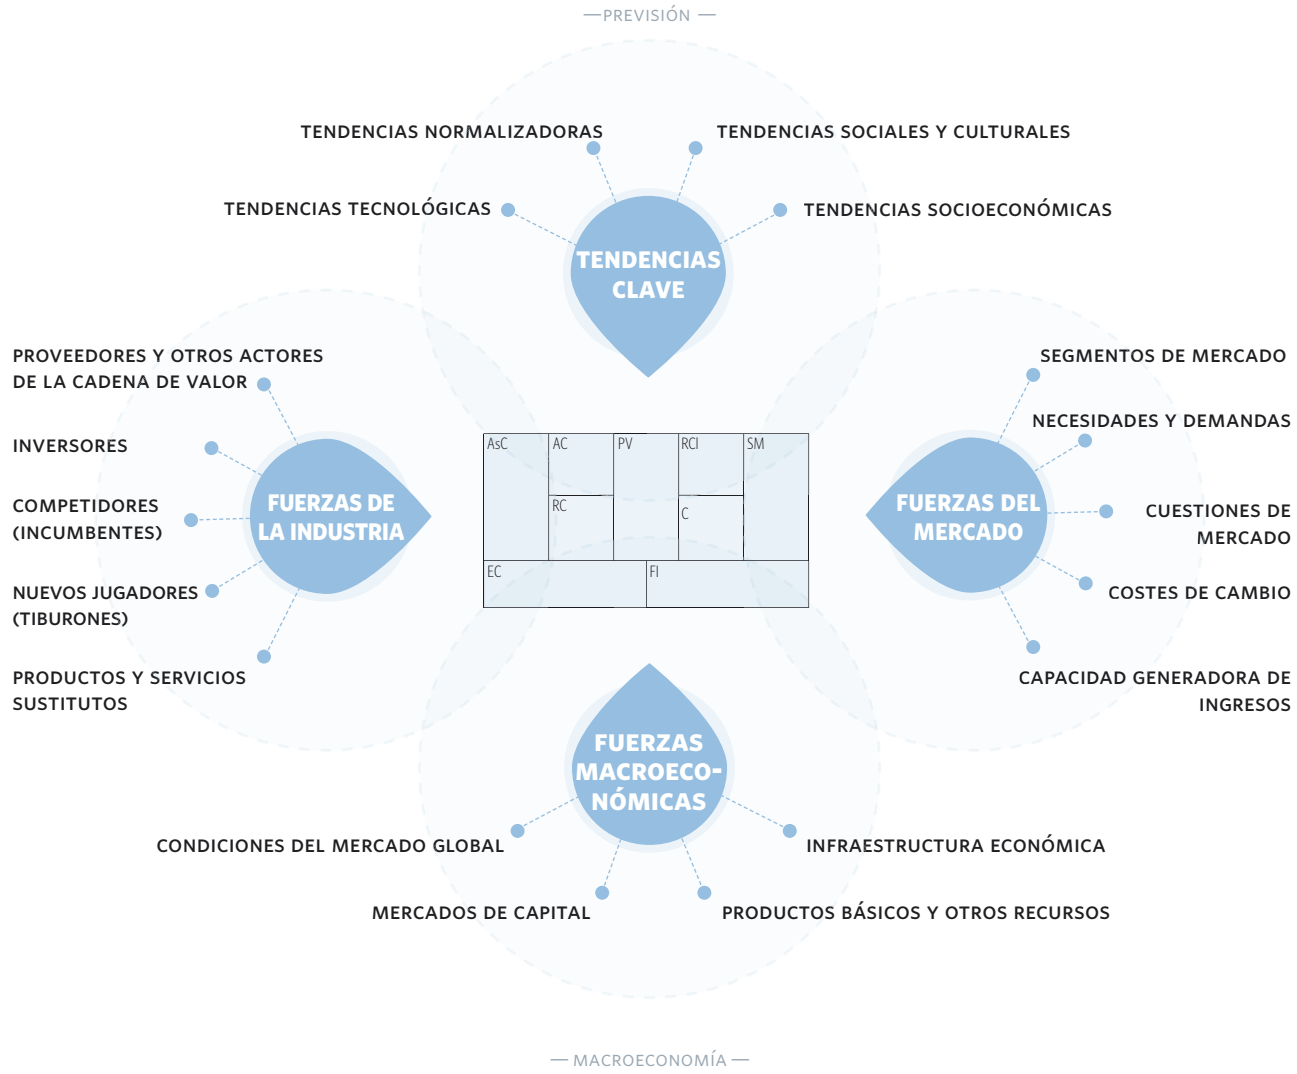 — PREVISIÓN —
TENDENCIAS NORMALIZADORAS
TENDENCIAS SOCIALES Y CULTURALES
TENDENCIAS TECNOLÓGICAS
TENDENCIAS SOCIOECONÓMICAS
TENDENCIAS
CLAVE
PROVEEDORES Y OTROS ACTORES
DE LA CADENA DE VALOR
INVERSORES
COMPETIDORES
(INCUMBENTES)
NUEVOS JUGADORES
(TIBURONES)
PRODUCTOS Y SERVICIOS
SUSTITUTOS
FUERZAS DE
LA INDUSTRIA
AsC
AC
PV
RCI
SM
RC
C
EC
FI
FUERZAS DEL
MERCADO
SEGMENTOS DE MERCADO
NECESIDADES Y DEMANDAS
CUESTIONES DE
MERCADO
COSTES DE CAMBIO
CAPACIDAD GENERADORA DE
INGRESOS
FUERZAS
MACROECO-
NÓMICAS
CONDICIONES DEL MERCADO GLOBAL
INFRAESTRUCTURA ECONÓMICA
MERCADOS DE CAPITAL
PRODUCTOS BÁSICOS Y OTROS RECURSOS
— MACROECONOMÍA —